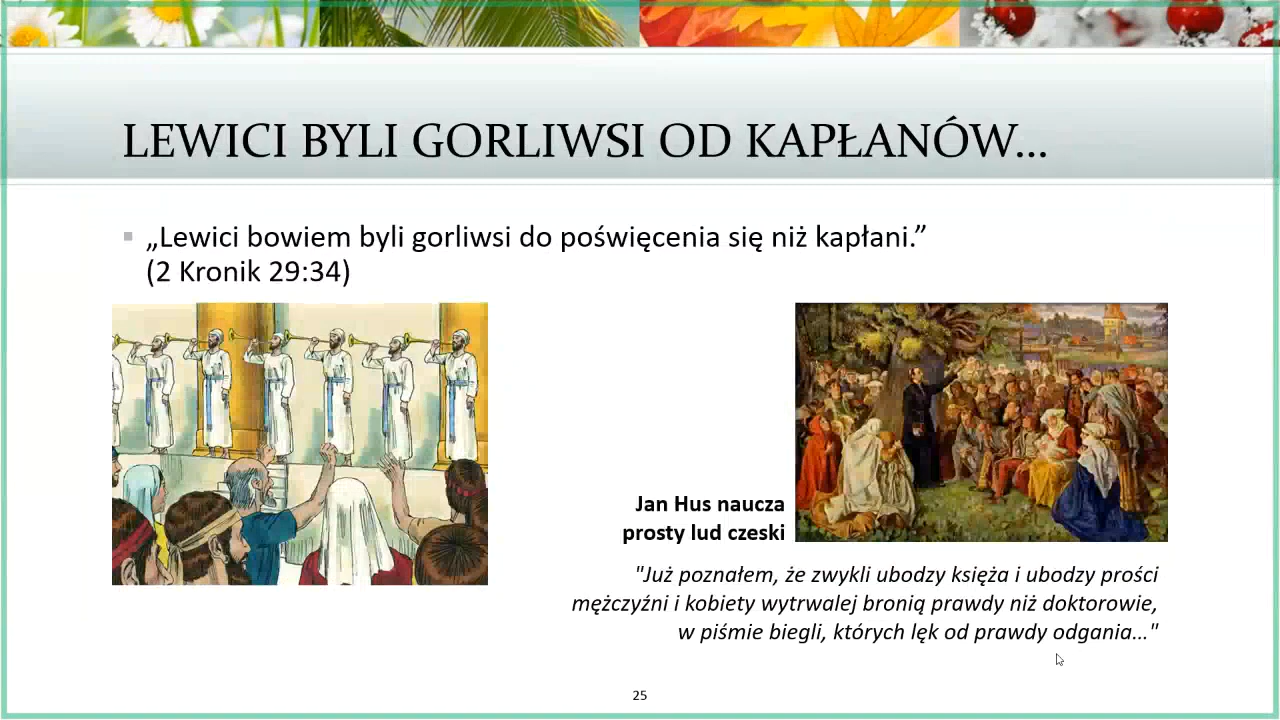 LEWICI BYLI GORLIWSI OD KAPŁANÓW...
„Lewici bowiem byli gorliwsi do poświęcenia się niż kapłani.”
(2 Kronik 29:34)
Jan Hus naucza
prosty lud czeski
"Już poznałem, że zwykli ubodzy księża i ubodzy prości
mężczyźni i kobiety wytrwalej bronią prawdy niż doktorowie,
w piśmie biegli, których lęk od prawdy odgania..."
25